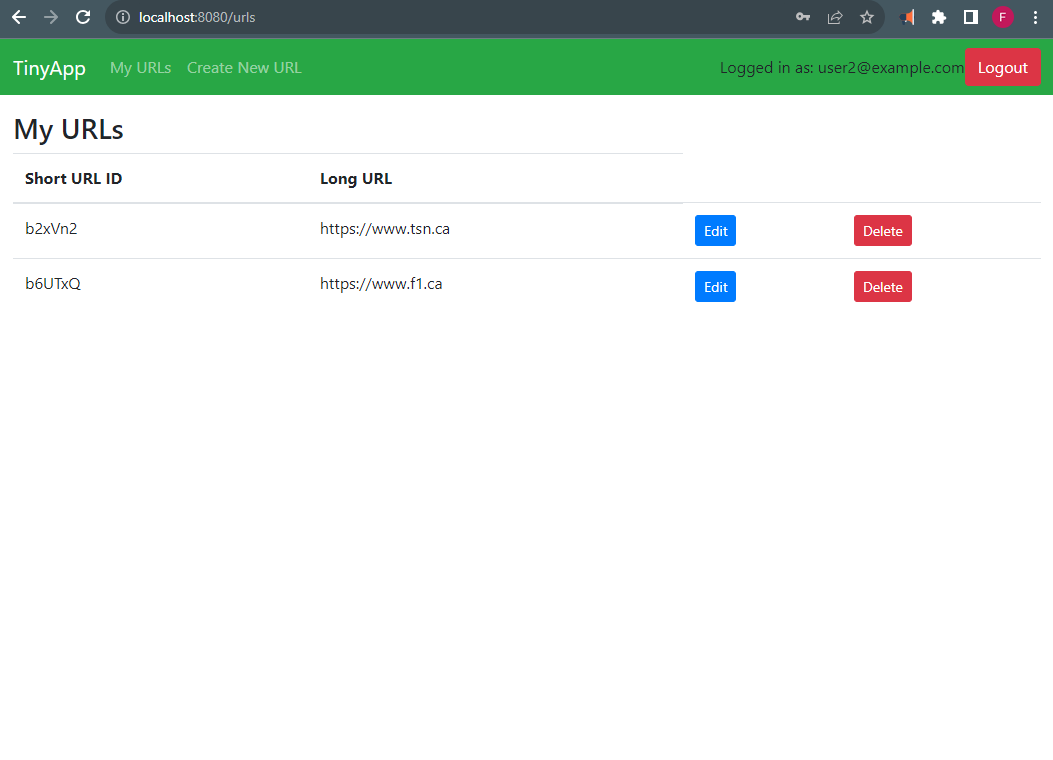 localhost:8080/urls
F
TinyApp My URLs Create New URL Logged in as: user2@example.com Logout
My URLs
Short URL ID Long URL
b2xVn2 https://www.tsn.ca Edit Delete
b6UTxQ https://www.f1.ca Edit Delete